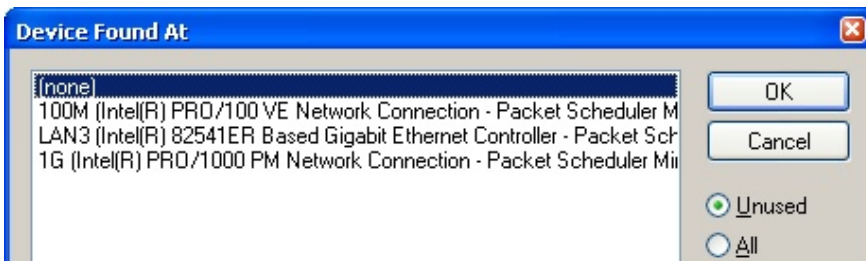 Device Found At
(none)
100M (Intel(R) PRO/100 VE Network Connection - Packet Scheduler M
LAN3 (Intel(R) 82541ER Based Gigabit Ethernet Controller - Packet Sch
1G (Intel(R) PRO/1000 PM Network Connection - Packet Scheduler Mi
OK
Cancel
Unused
All